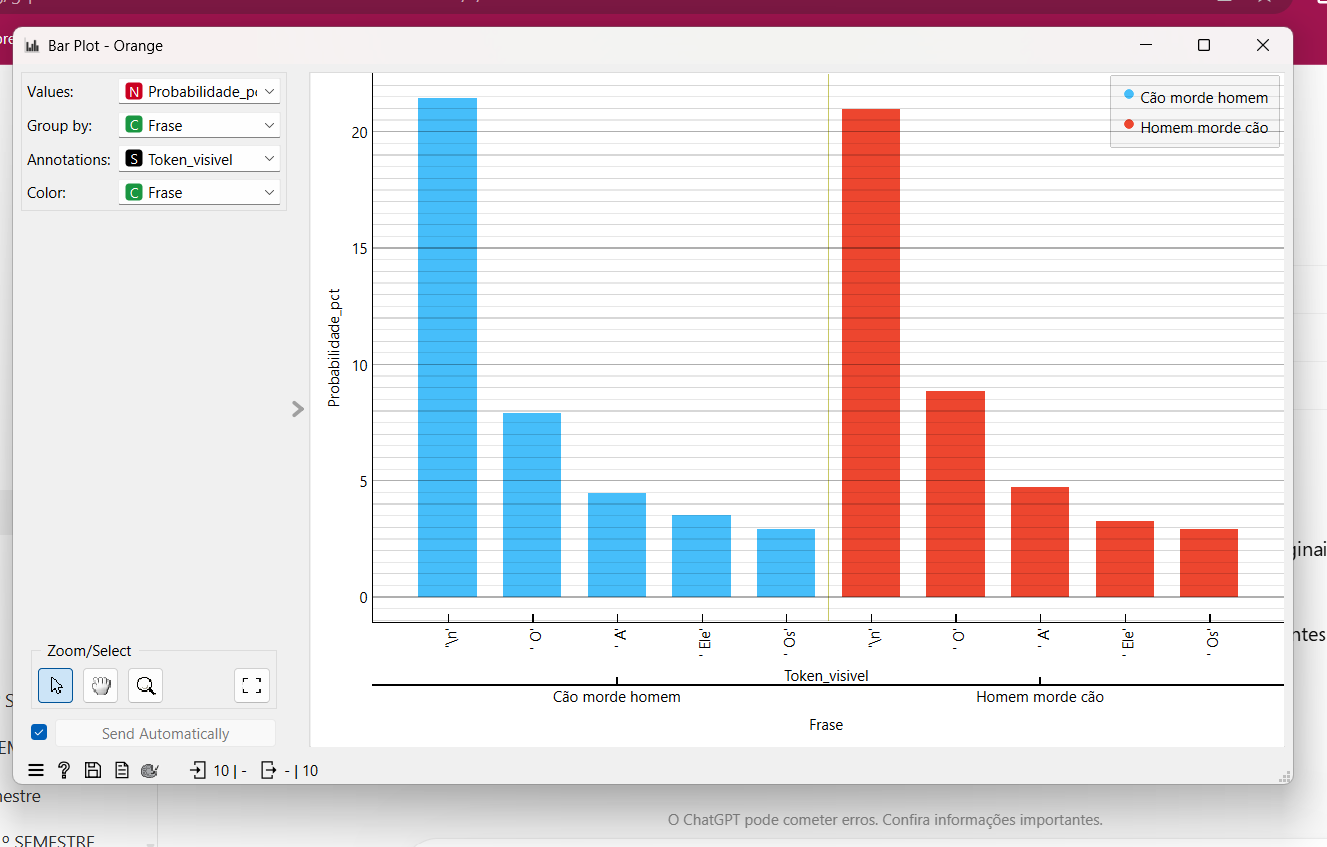 Bar Plot - Orange
Values: N Probabilidade_p
Group by: C Frase
Annotations: S Token_visivel
Color: C Frase
Cão morde homem
Homem morde cão
20
15
10
5
0
Probabilidade_pct
'\n' ' O' ' A' ' Ele' ' Os' '\n' ' O' ' A' ' Ele' ' Os'
Token_visivel
Cão morde homem Homem morde cão
Frase
Zoom/Select
Send Automatically
10 | - - | 10
ginai
ntes
S
EM
nestre
º SEMESTRE
O ChatGPT pode cometer erros. Confira informações importantes.